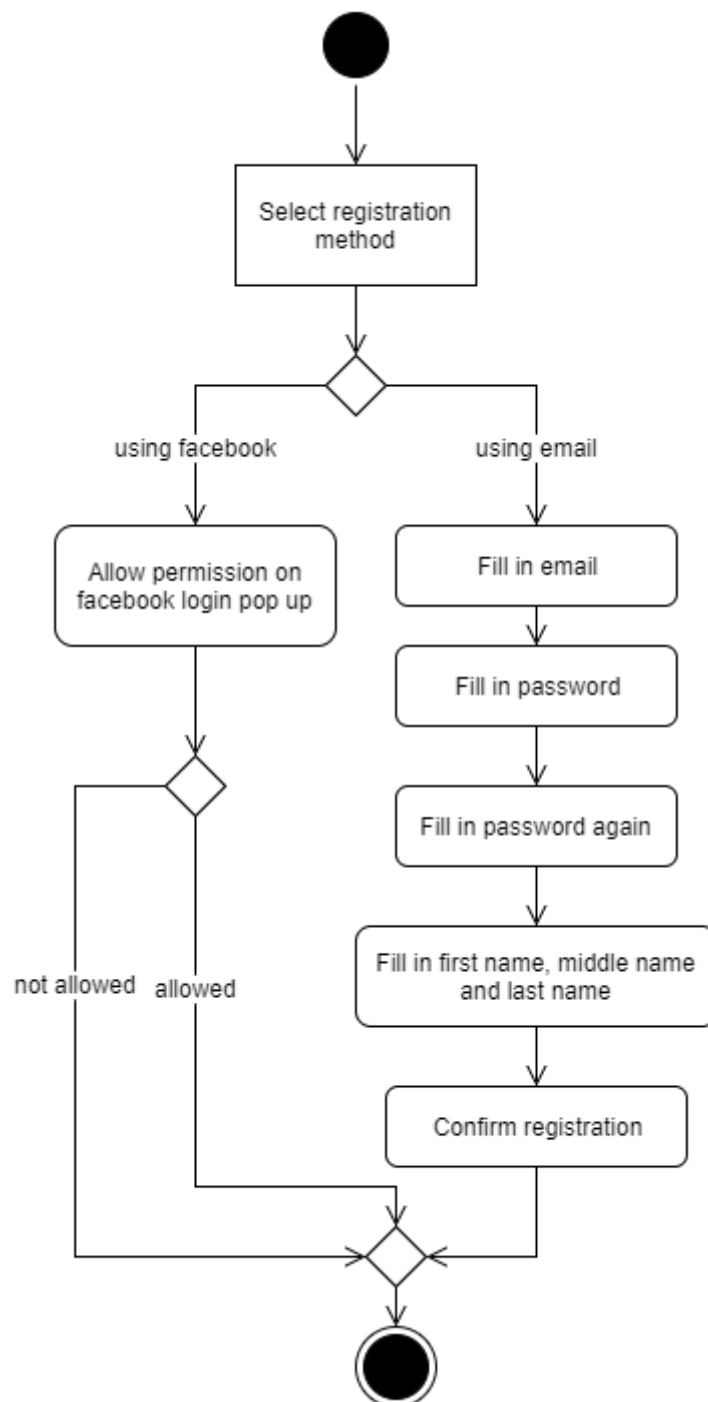 Select registration
method
using facebook
using email
Allow permission on
facebook login pop up
Fill in email
Fill in password
Fill in password again
Fill in first name, middle name
and last name
not allowed
allowed
Confirm registration